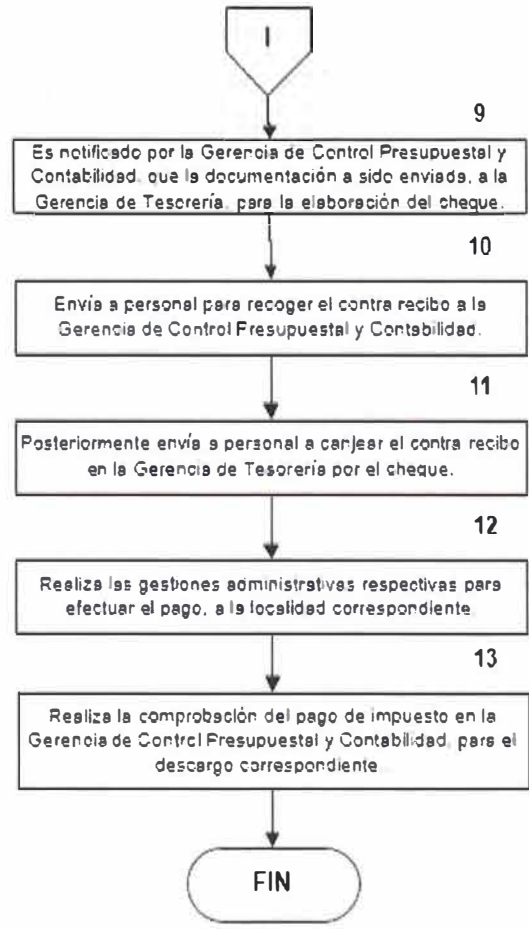 I
9
Es notificado por la Gerencia de Control Presupuestal y
Contabilidad, que la documentación a sido enviada, a la
Gerencia de Tesorería, para la elaboración del cheque.
10
Envía a personal para recoger el contra recibo a la
Gerencia de Control Presupuestal y Contabilidad.
11
Posteriormente envía a personal a canjear el contra recibo
en la Gerencia de Tesorería por el cheque.
12
Realiza las gestiones administrativas respectivas para
efectuar el pago, a la localidad correspondiente
13
Realiza la comprobación del pago de impuesto en la
Gerencia de Control Presupuestal y Contabilidad, para el
descargo correspondiente
FIN